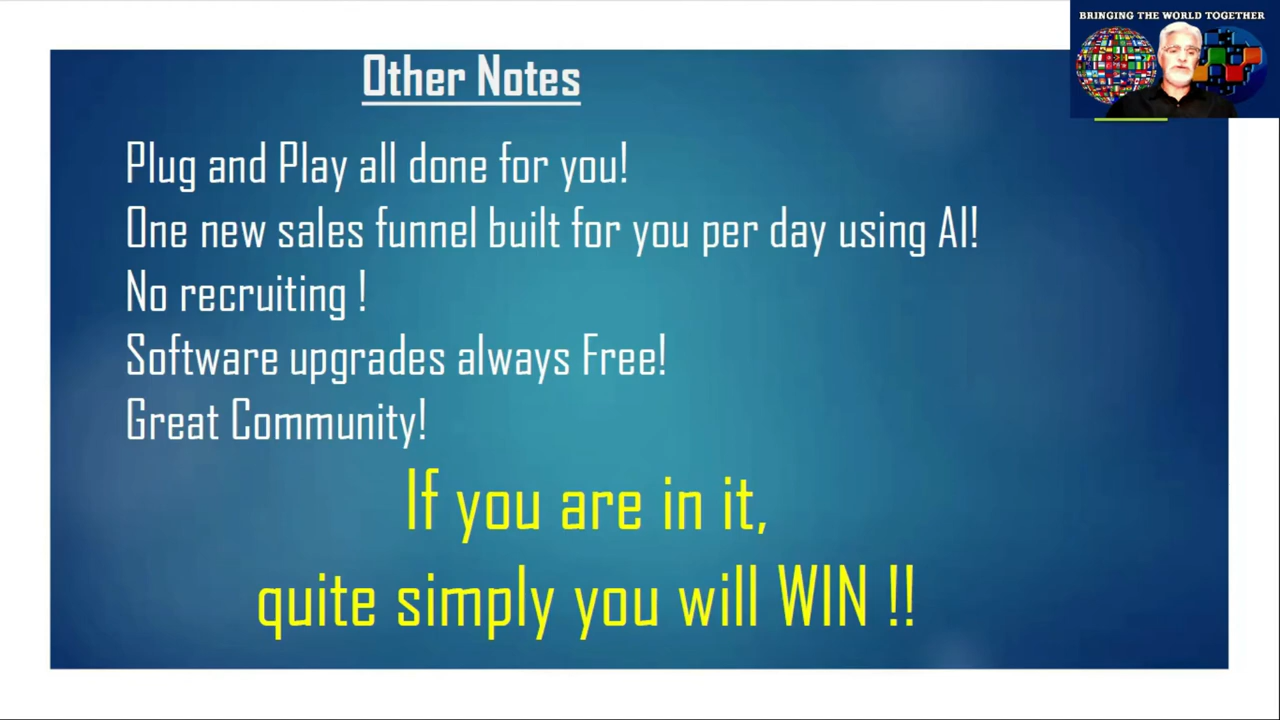 BRINGING THE WORLD TOGETHER
Other Notes
Plug and Play all done for you!
One new sales funnel built for you per day using AI!
No recruiting !
Software upgrades always Free!
Great Community!
If you are in it,
quite simply you will WIN !!